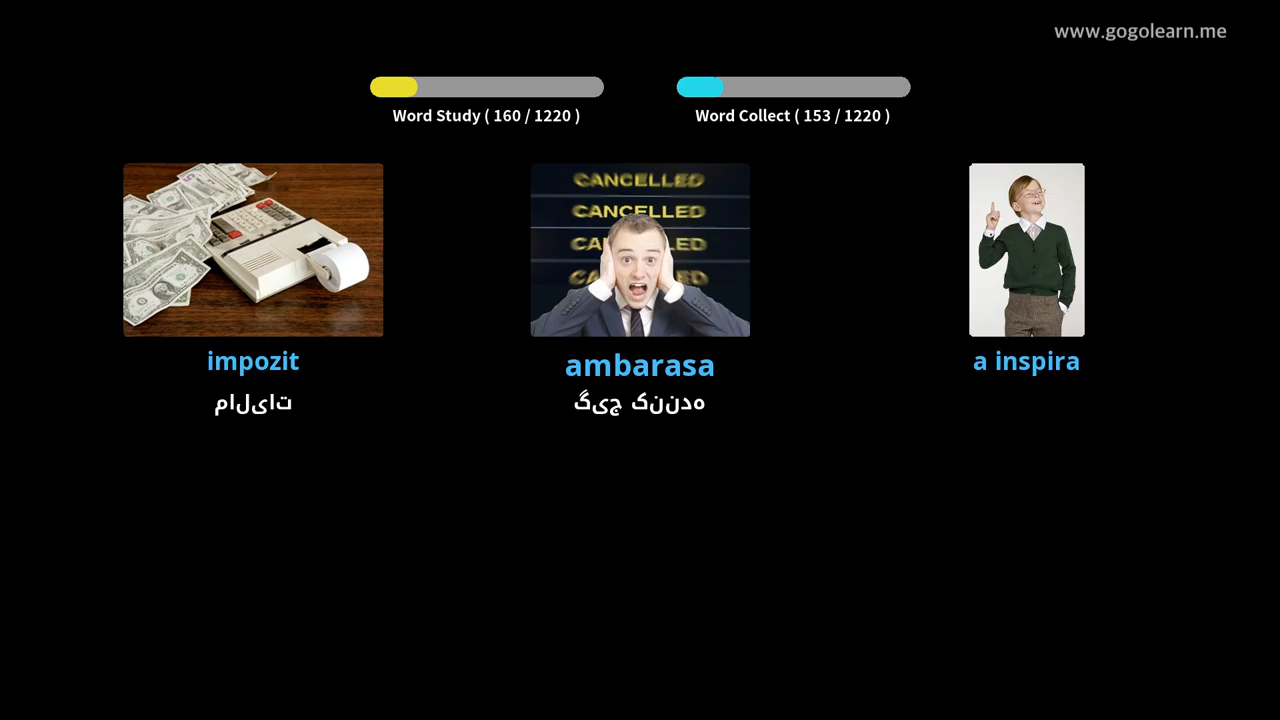 www.gogolearn.me
Word Study ( 160 / 1220 )
Word Collect ( 153 / 1220 )
CANCELLED
CANCELLED
impozit
ambarasa
a inspira
مالیات
گیج کننده